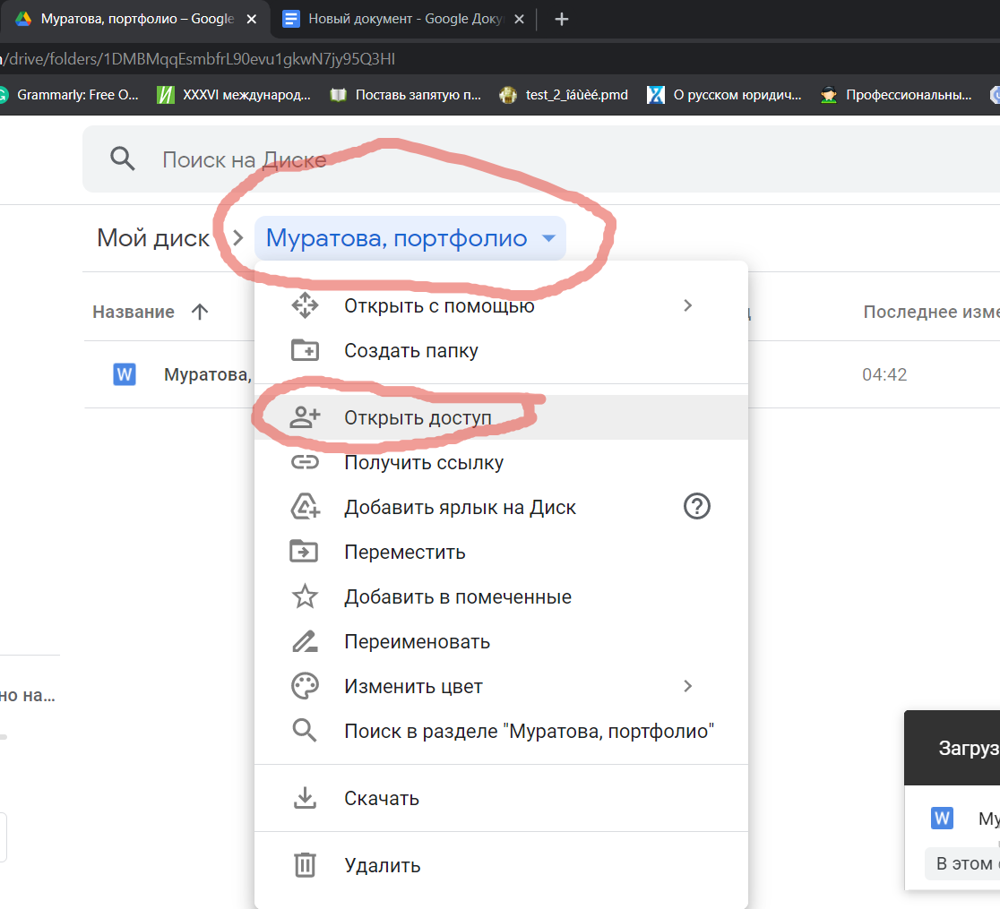 Муратова, портфолио – Google
Новый документ - Google Доку
/drive/folders/1DMBMqqEsmbfrL90evu1gkwN7jy95Q3HI
Grammarly: Free O... XXXVI международ... Поставь запятую п... test_2_îáùèé.pmd О русском юридич... Профессиональны...
Поиск на Диске
Мой диск > Муратова, портфолио
Название
Последнее изме
Муратова,
04:42
Открыть с помощью
Создать папку
Открыть доступ
Получить ссылку
Добавить ярлык на Диск
Переместить
Добавить в помеченные
Переименовать
Изменить цвет
Поиск в разделе "Муратова, портфолио"
Скачать
Удалить
но на...
Загруз
W Му
В этом